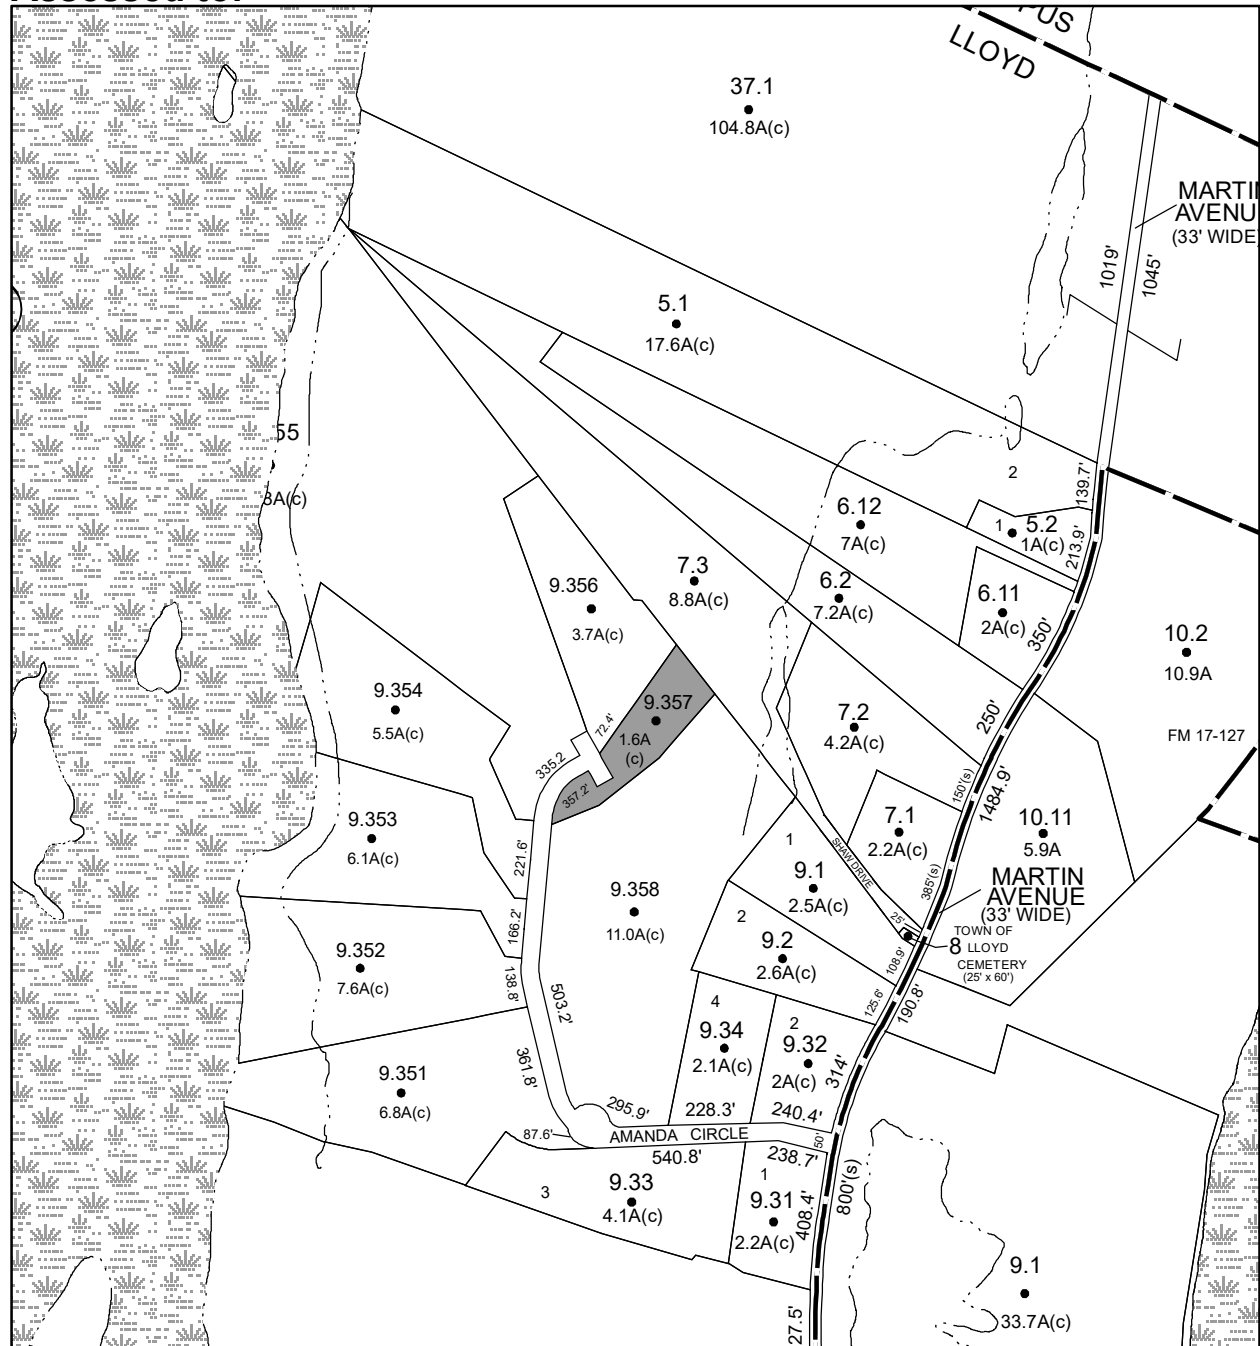 PUS
LLOYD
37.1
104.8A(c)
MARTIN
AVENU
(33' WIDE
1019'
1045'
5.1
17.6A(c)
55
8A(c)
2
139.7'
6.12
7A(c)
1
5.2
1A(c)
213.9'
7.3
8.8A(c)
6.2
7.2A(c)
6.11
2A(c)
350'
9.356
3.7A(c)
10.2
10.9A
FM 17-127
9.354
5.5A(c)
9.357
1.6A
(c)
72.4'
335.2
357.2'
7.2
4.2A(c)
250'
150'(s)
1484.9'
9.353
6.1A(c)
221.6'
7.1
2.2A(c)
10.11
5.9A
SHAW DRIVE
1
9.1
2.5A(c)
385'(s)
MARTIN
AVENUE
(33' WIDE)
9.358
11.0A(c)
166.2'
2
9.2
2.6A(c)
25'
8
TOWN OF
LLOYD
CEMETERY
(25' x 60')
108.9'
9.352
7.6A(c)
138.8'
503.2'
125.6'
190.8'
4
9.34
2.1A(c)
2
9.32
2A(c)
314'
9.351
6.8A(c)
361.8'
295.9'
228.3'
240.4'
87.6'
AMANDA CIRCLE
50'
540.8'
238.7'
3
9.33
4.1A(c)
1
9.31
2.2A(c)
408.4'
800'(s)
9.1
33.7A(c)
27.5'